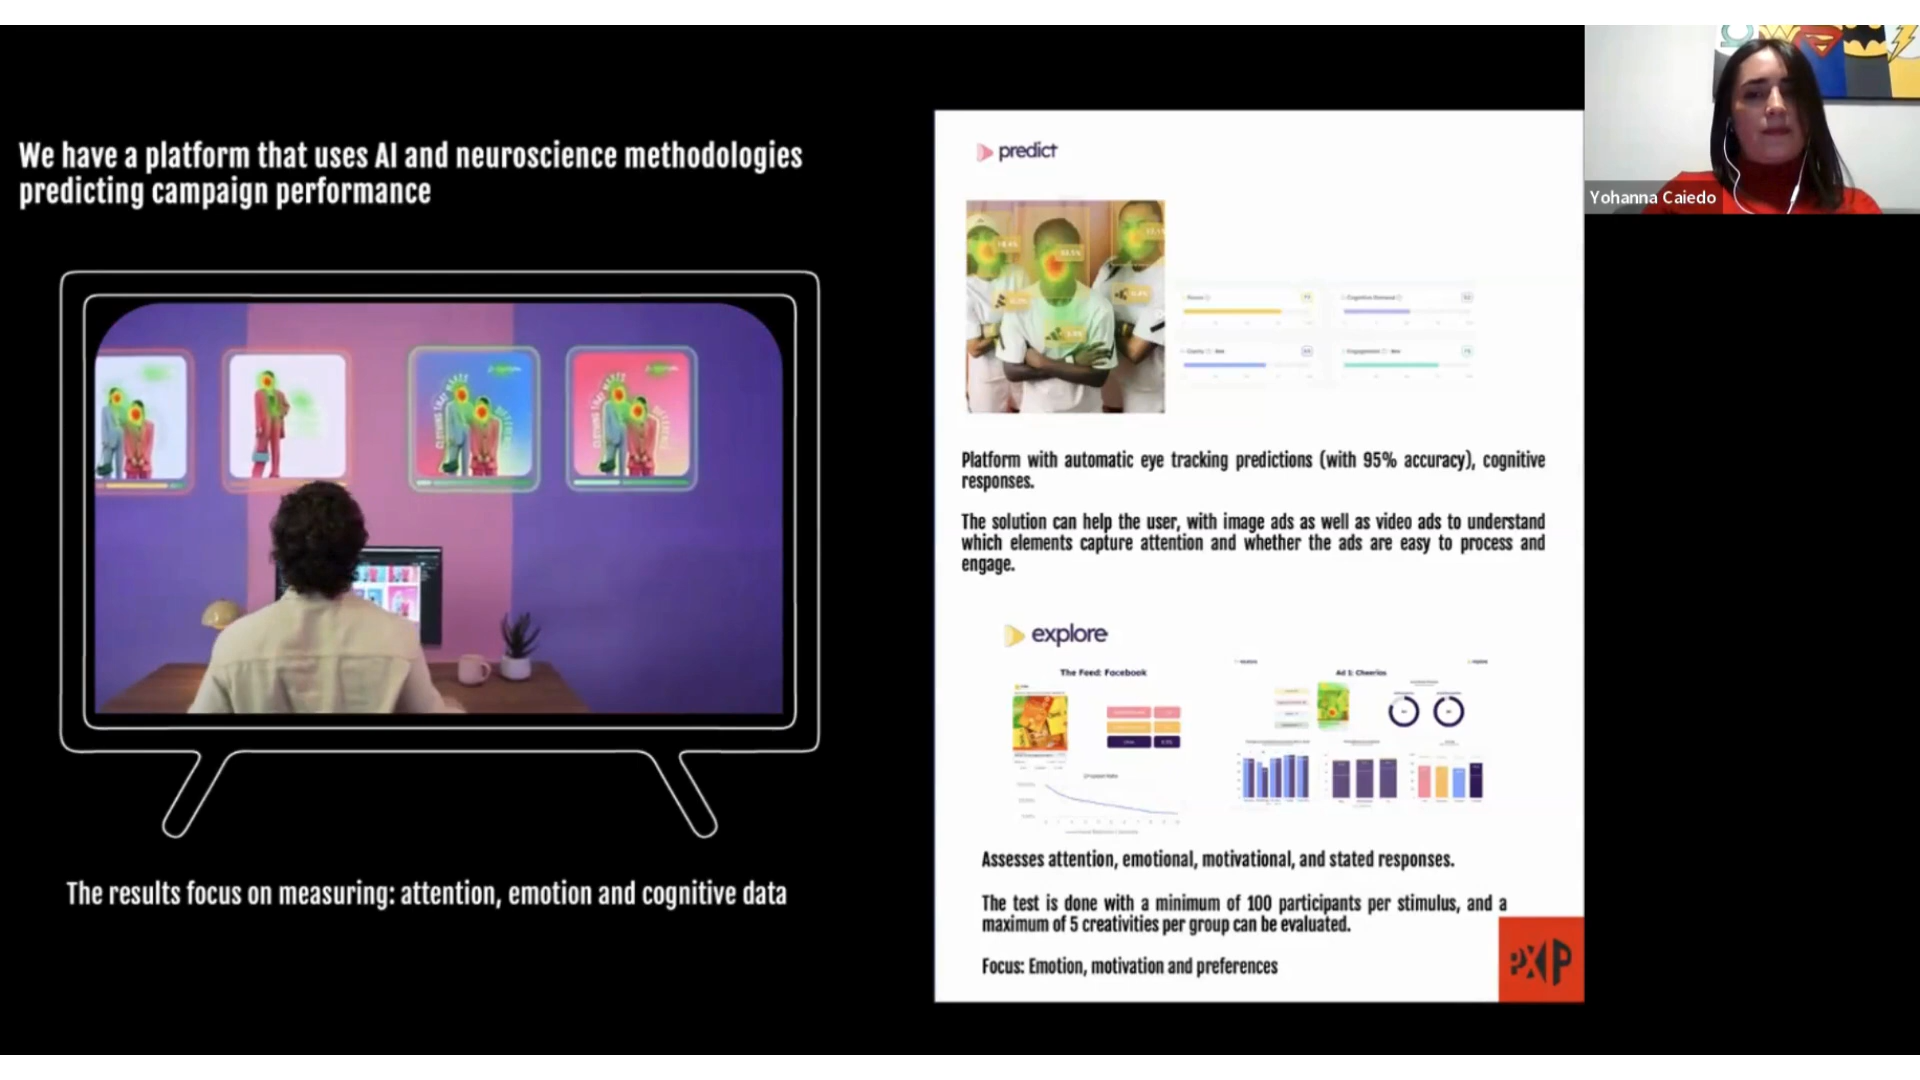 We have a platform that uses AI and neuroscience methodologies
predicting campaign performance
The results focus on measuring: attention, emotion and cognitive data
predict
Platform with automatic eye tracking predictions (with 95% accuracy), cognitive
responses.
The solution can help the user, with image ads as well as video ads to understand
which elements capture attention and whether the ads are easy to process and
engage.
explore
The Feed: Facebook
Ad 1: Cheerios
Assesses attention, emotional, motivational, and stated responses.
The test is done with a minimum of 100 participants per stimulus, and a
maximum of 5 creativities per group can be evaluated.
Focus: Emotion, motivation and preferences
PXP
Yohanna Caiedo